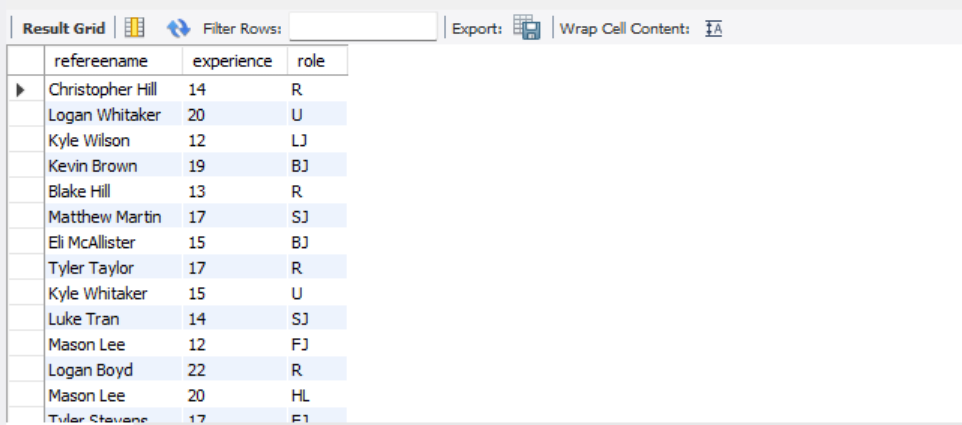 Result Grid Filter Rows: Export: Wrap Cell Content: IA
refereename experience role
Christopher Hill 14 R
Logan Whitaker 20 U
Kyle Wilson 12 LJ
Kevin Brown 19 BJ
Blake Hill 13 R
Matthew Martin 17 SJ
Eli McAllister 15 BJ
Tyler Taylor 17 R
Kyle Whitaker 15 U
Luke Tran 14 SJ
Mason Lee 12 FJ
Logan Boyd 22 R
Mason Lee 20 HL
Tyler Stevens 17 FJ